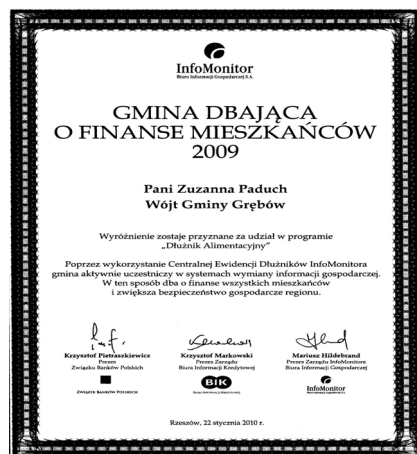 InfoMonitor
Biuro Informacji Gospodarczej S.A.
GMINA DBAJĄCA
O FINANSE MIESZKAŃCÓW
2009
Pani Zuzanna Paduch
Wójt Gminy Grębów
Wyróżnienie zostaje przyznane za udział w programie
„Dłużnik Alimentacyjny”
Poprzez wykorzystanie Centralnej Ewidencji Dłużników InfoMonitora
gmina aktywnie uczestniczy w systemach wymiany informacji gospodarczej.
W ten sposób dba o finanse wszystkich mieszkańców
i zwiększa bezpieczeństwo gospodarcze regionu.
Krzysztof Pietraszkiewicz
Prezes
Związku Banków Polskich
ZWIĄZEK BANKÓW POLSKICH
Krzysztof Markowski
Prezes Zarządu
Biura Informacji Kredytowej
BIK
Mariusz Hildebrand
Prezes Zarządu InfoMonitora
Biura Informacji Gospodarczej
InfoMonitor
Rzeszów, 22 stycznia 2010 r.